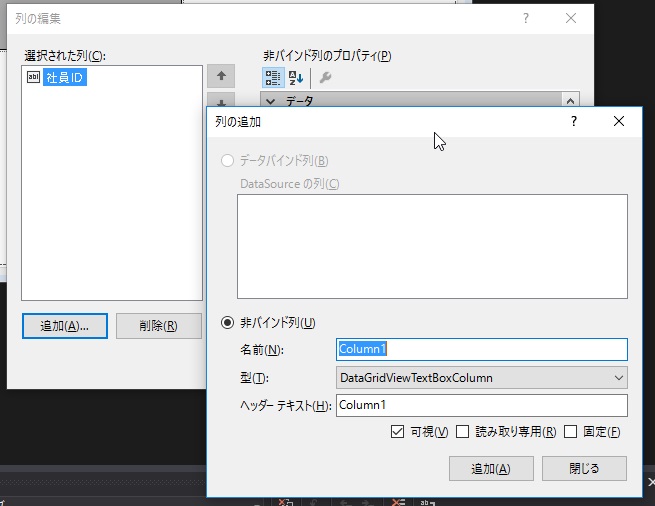 列の編集
選択された列(C):
非バインド列のプロパティ(P)
abl 社員ID
データ
列の追加
データバインド列(B)
DataSource の列(C)
追加(A)...
削除(R)
非バインド列(U)
名前(N):
Column1
型(T):
DataGridViewTextBoxColumn
ヘッダー テキスト(H):
Column1
可視(V)
読み取り専用(R)
固定(F)
追加(A)
閉じる